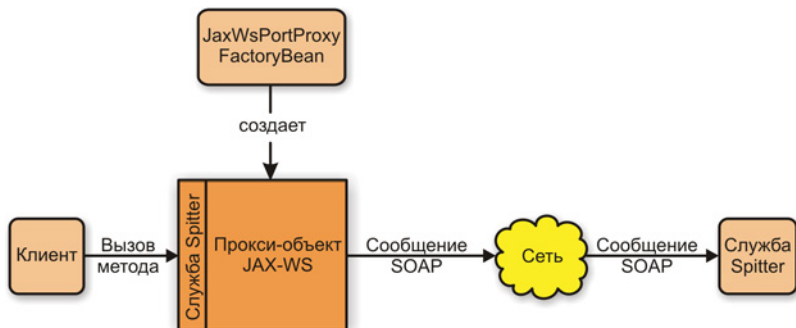 JaxWsPortProxy
FactoryBean
создает
Клиент
Вызов
метода
Служба Spitter
Прокси-объект
JAX-WS
Сообщение
SOAP
Сеть
Сообщение
SOAP
Служба
Spitter